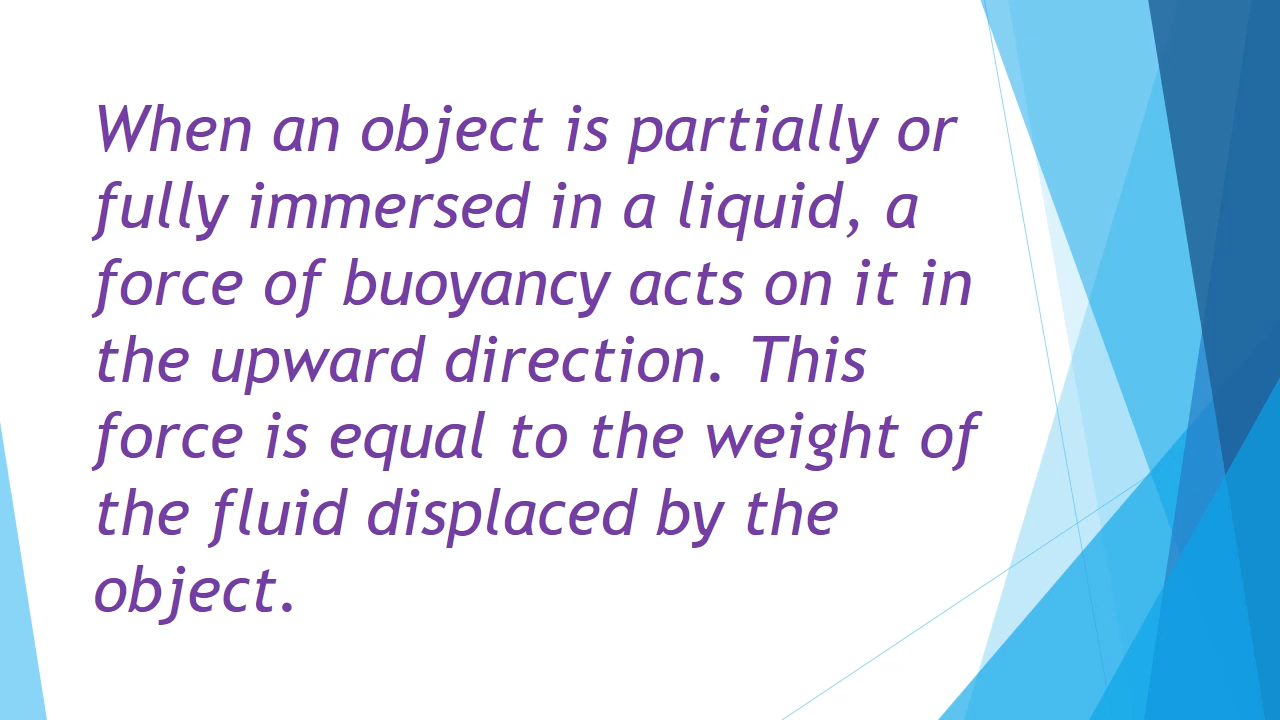 When an object is partially or
fully immersed in a liquid, a
force of buoyancy acts on it in
the upward direction. This
force is equal to the weight of
the fluid displaced by the
object.